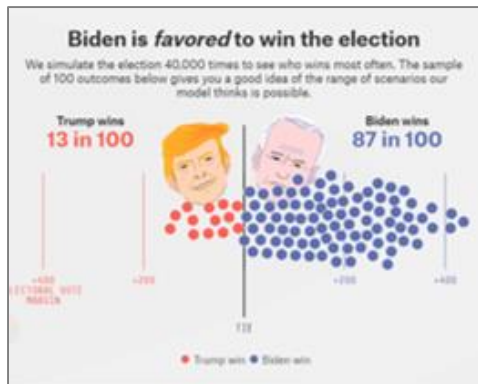 Biden is favored to win the election
We simulate the election 40,000 times to see who wins most often. The sample
of 100 outcomes below gives you a good idea of the range of scenarios our
model thinks is possible.
Trump wins
13 in 100
Biden wins
87 in 100
+400
ELECTORAL VOTE
MARGIN
+200
+200
+400
TIE
Trump win Biden win